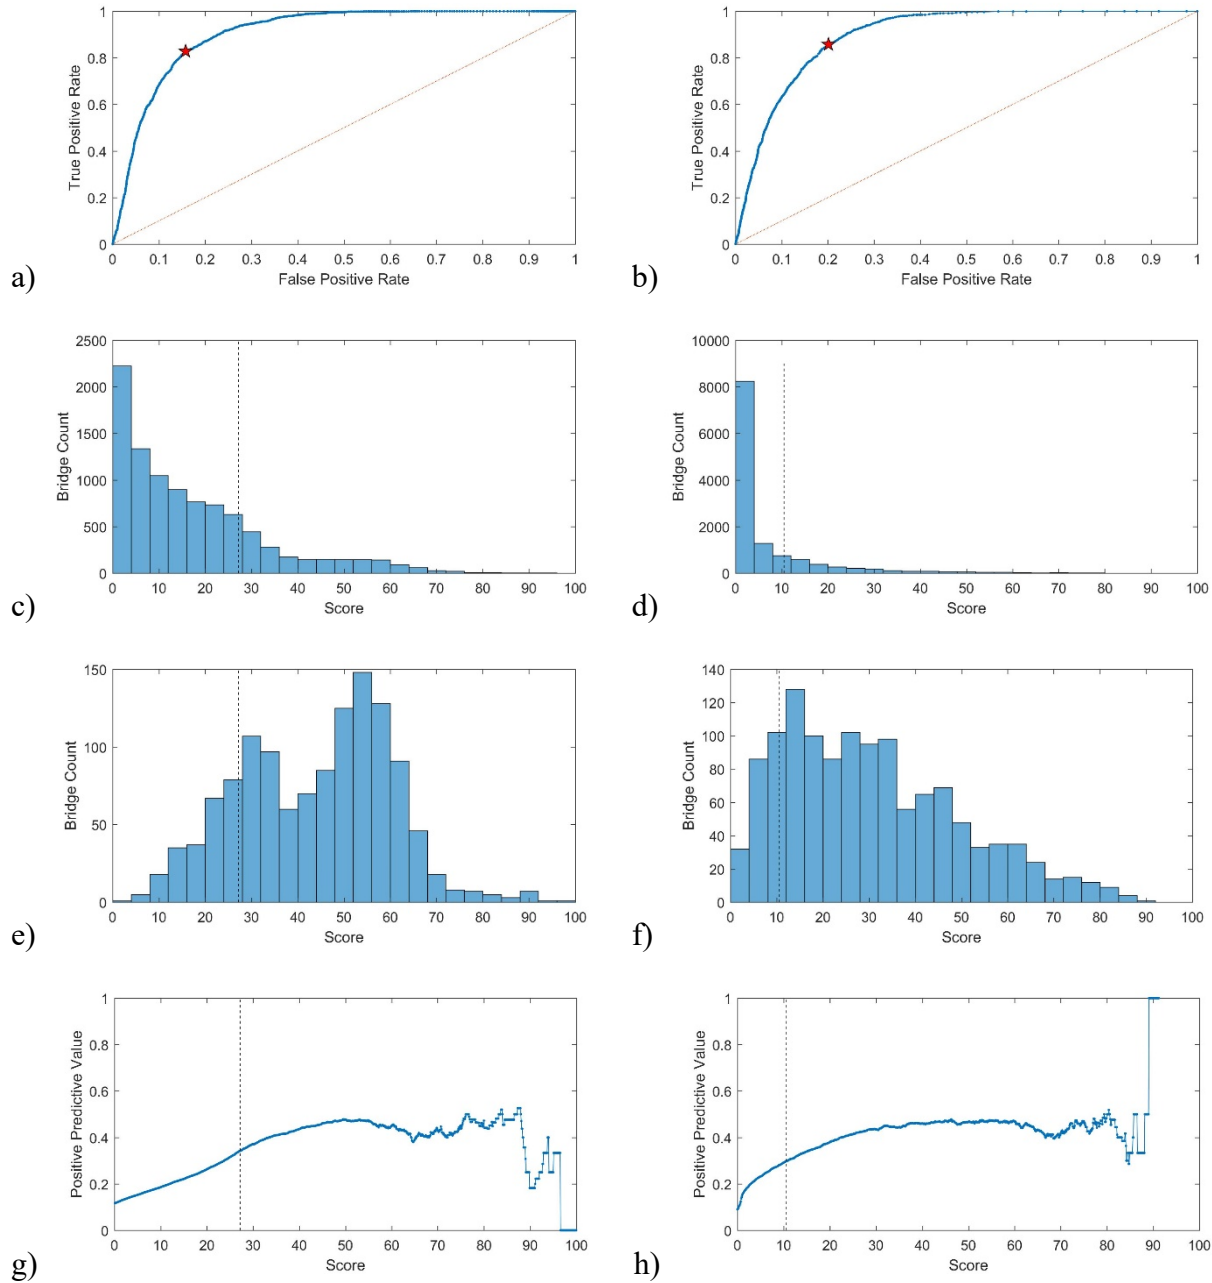 1
0.8
0.6
0.4
0.2
0
True Positive Rate
0 0.1 0.2 0.3 0.4 0.5 0.6 0.7 0.8 0.9 1
False Positive Rate
a)
1
0.8
0.6
0.4
0.2
0
True Positive Rate
0 0.1 0.2 0.3 0.4 0.5 0.6 0.7 0.8 0.9 1
False Positive Rate
b)
2500
2000
1500
1000
500
0
Bridge Count
0 10 20 30 40 50 60 70 80 90 100
Score
c)
10000
8000
6000
4000
2000
0
Bridge Count
0 10 20 30 40 50 60 70 80 90 100
Score
d)
150
100
50
0
Bridge Count
0 10 20 30 40 50 60 70 80 90 100
Score
e)
140
120
100
80
60
40
20
0
Bridge Count
0 10 20 30 40 50 60 70 80 90 100
Score
f)
1
0.8
0.6
0.4
0.2
0
Positive Predictive Value
0 10 20 30 40 50 60 70 80 90 100
Score
g)
1
0.8
0.6
0.4
0.2
0
Positive Predictive Value
0 10 20 30 40 50 60 70 80 90 100
Score
h)